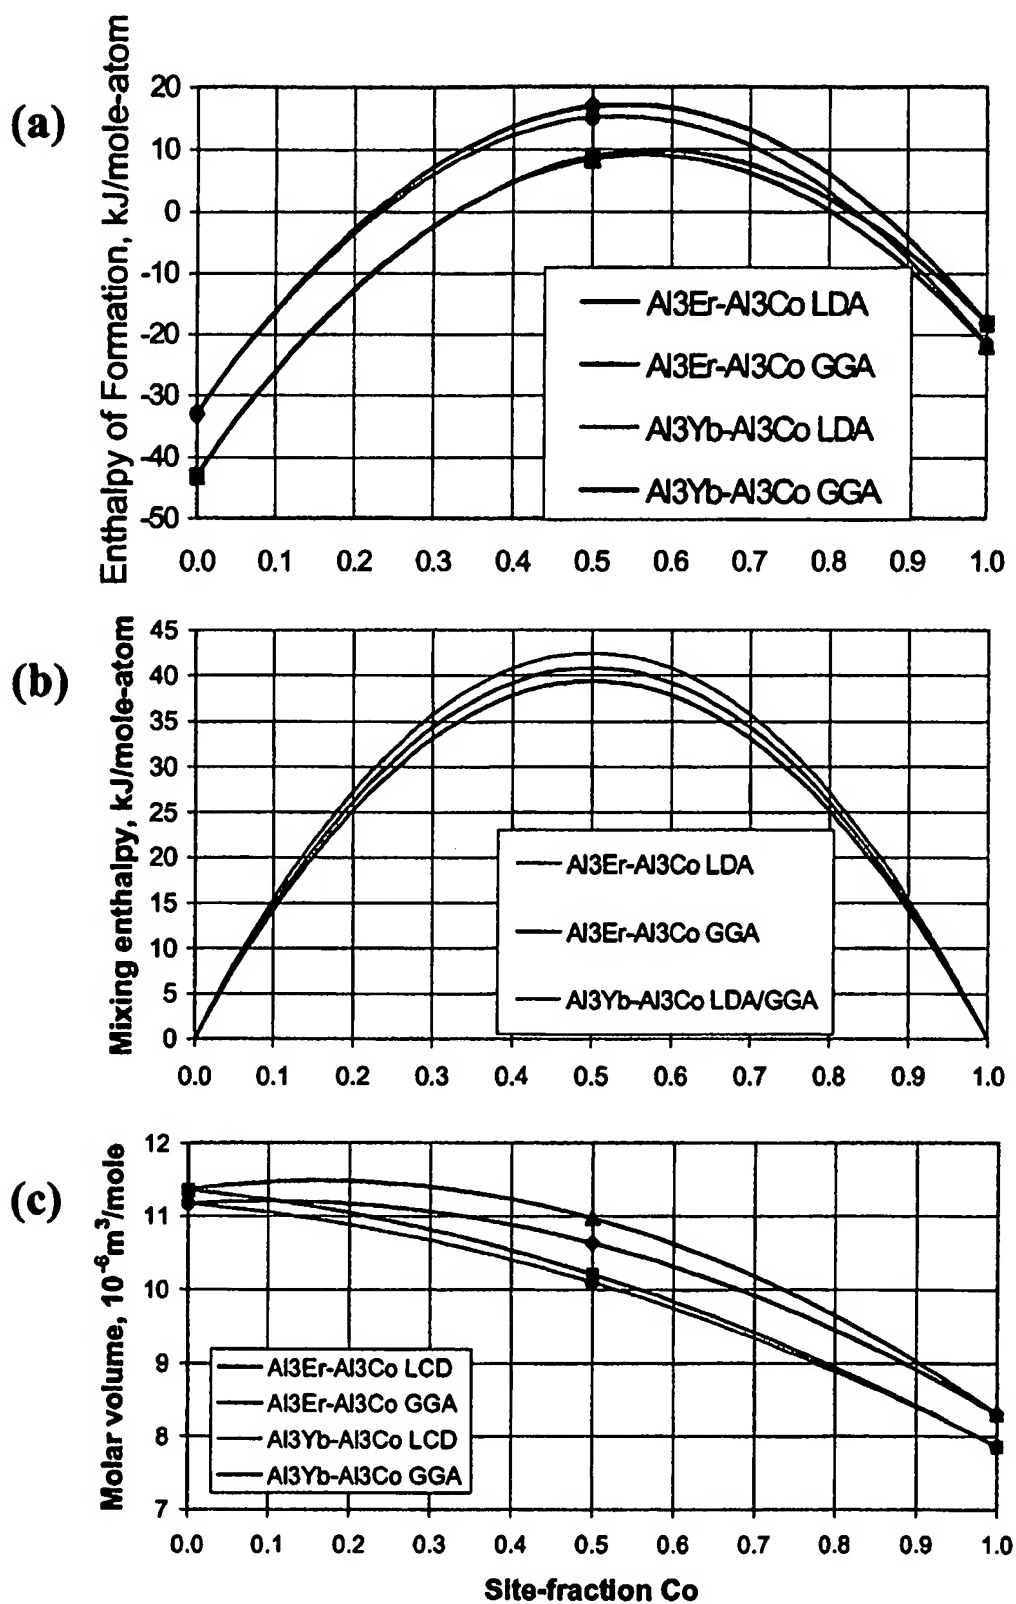 (a)
Enthalpy of Formation, kJ/mole-atom
20
10
0
-10
-20
-30
-40
-50
Al3Er-Al3Co LDA
Al3Er-Al3Co GGA
Al3Yb-Al3Co LDA
Al3Yb-Al3Co GGA
0.0 0.1 0.2 0.3 0.4 0.5 0.6 0.7 0.8 0.9 1.0
(b)
Mixing enthalpy, kJ/mole-atom
45
40
35
30
25
20
15
10
5
0
Al3Er-Al3Co LDA
Al3Er-Al3Co GGA
Al3Yb-Al3Co LDA/GGA
0.0 0.1 0.2 0.3 0.4 0.5 0.6 0.7 0.8 0.9 1.0
(c)
Molar volume, 10⁻⁶m³/mole
12
11
10
9
8
7
Al3Er-Al3Co LCD
Al3Er-Al3Co GGA
Al3Yb-Al3Co LCD
Al3Yb-Al3Co GGA
0.0 0.1 0.2 0.3 0.4 0.5 0.6 0.7 0.8 0.9 1.0
Site-fraction Co